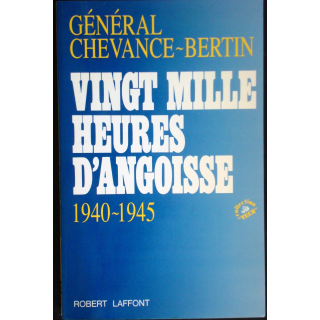 GÉNÉRAL
CHEVANCE~BERTIN
VINGT MILLE
HEURES
D'ANGOISSE
1940~1945
ROBERT LAFFONT